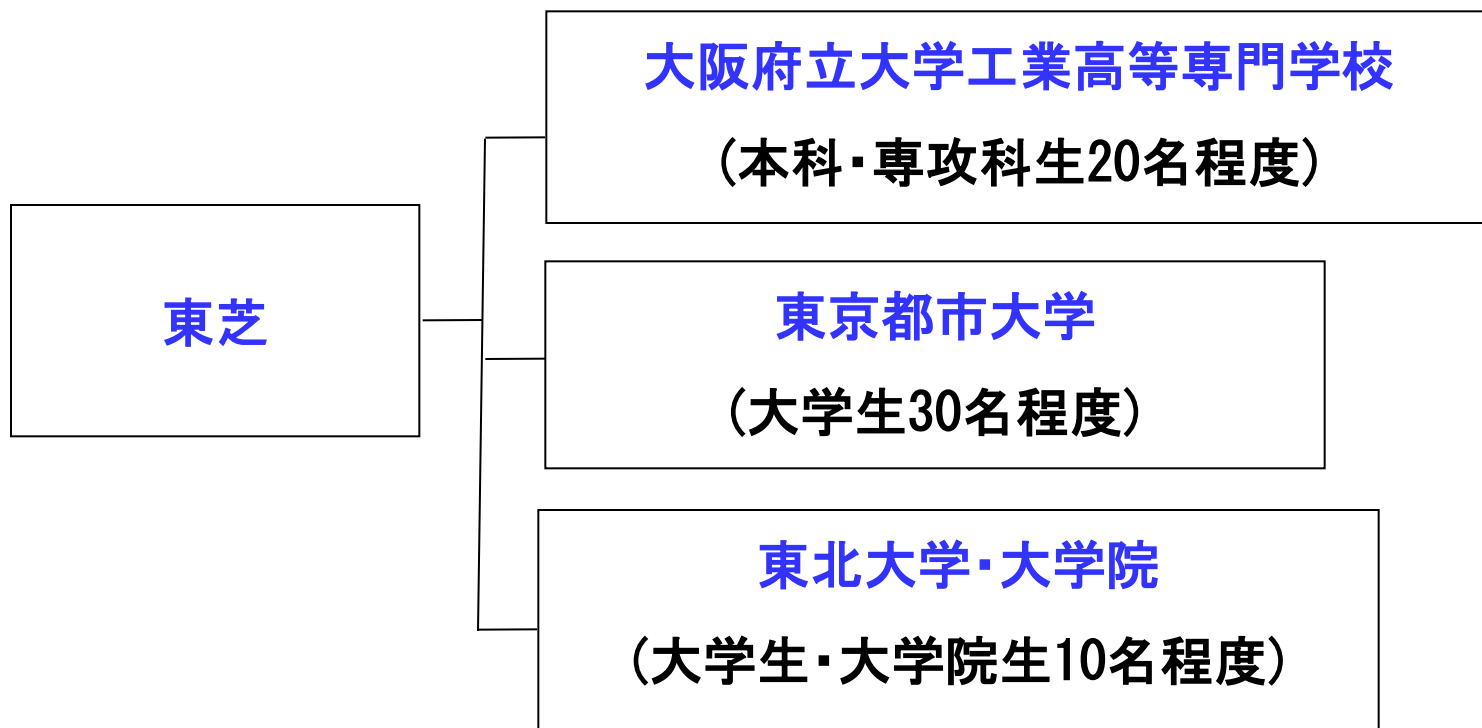 大阪府立大学工業高等専門学校
(本科・専攻科生20名程度)
東芝
東京都市大学
(大学生30名程度)
東北大学・大学院
(大学生・大学院生10名程度)